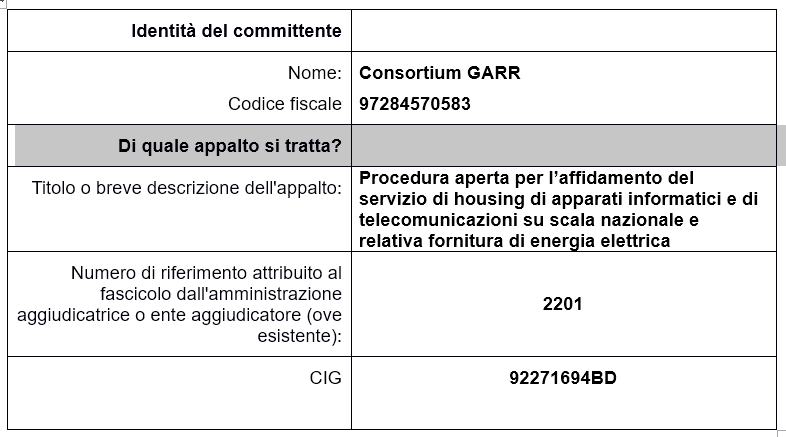 Identità del committente
Nome: Consortium GARR
Codice fiscale 97284570583
Di quale appalto si tratta?
Titolo o breve descrizione dell'appalto:
Procedura aperta per l’affidamento del
servizio di housing di apparati informatici e di
telecomunicazioni su scala nazionale e
relativa fornitura di energia elettrica
Numero di riferimento attribuito al
fascicolo dall'amministrazione
aggiudicatrice o ente aggiudicatore (ove
esistente):
2201
CIG 92271694BD